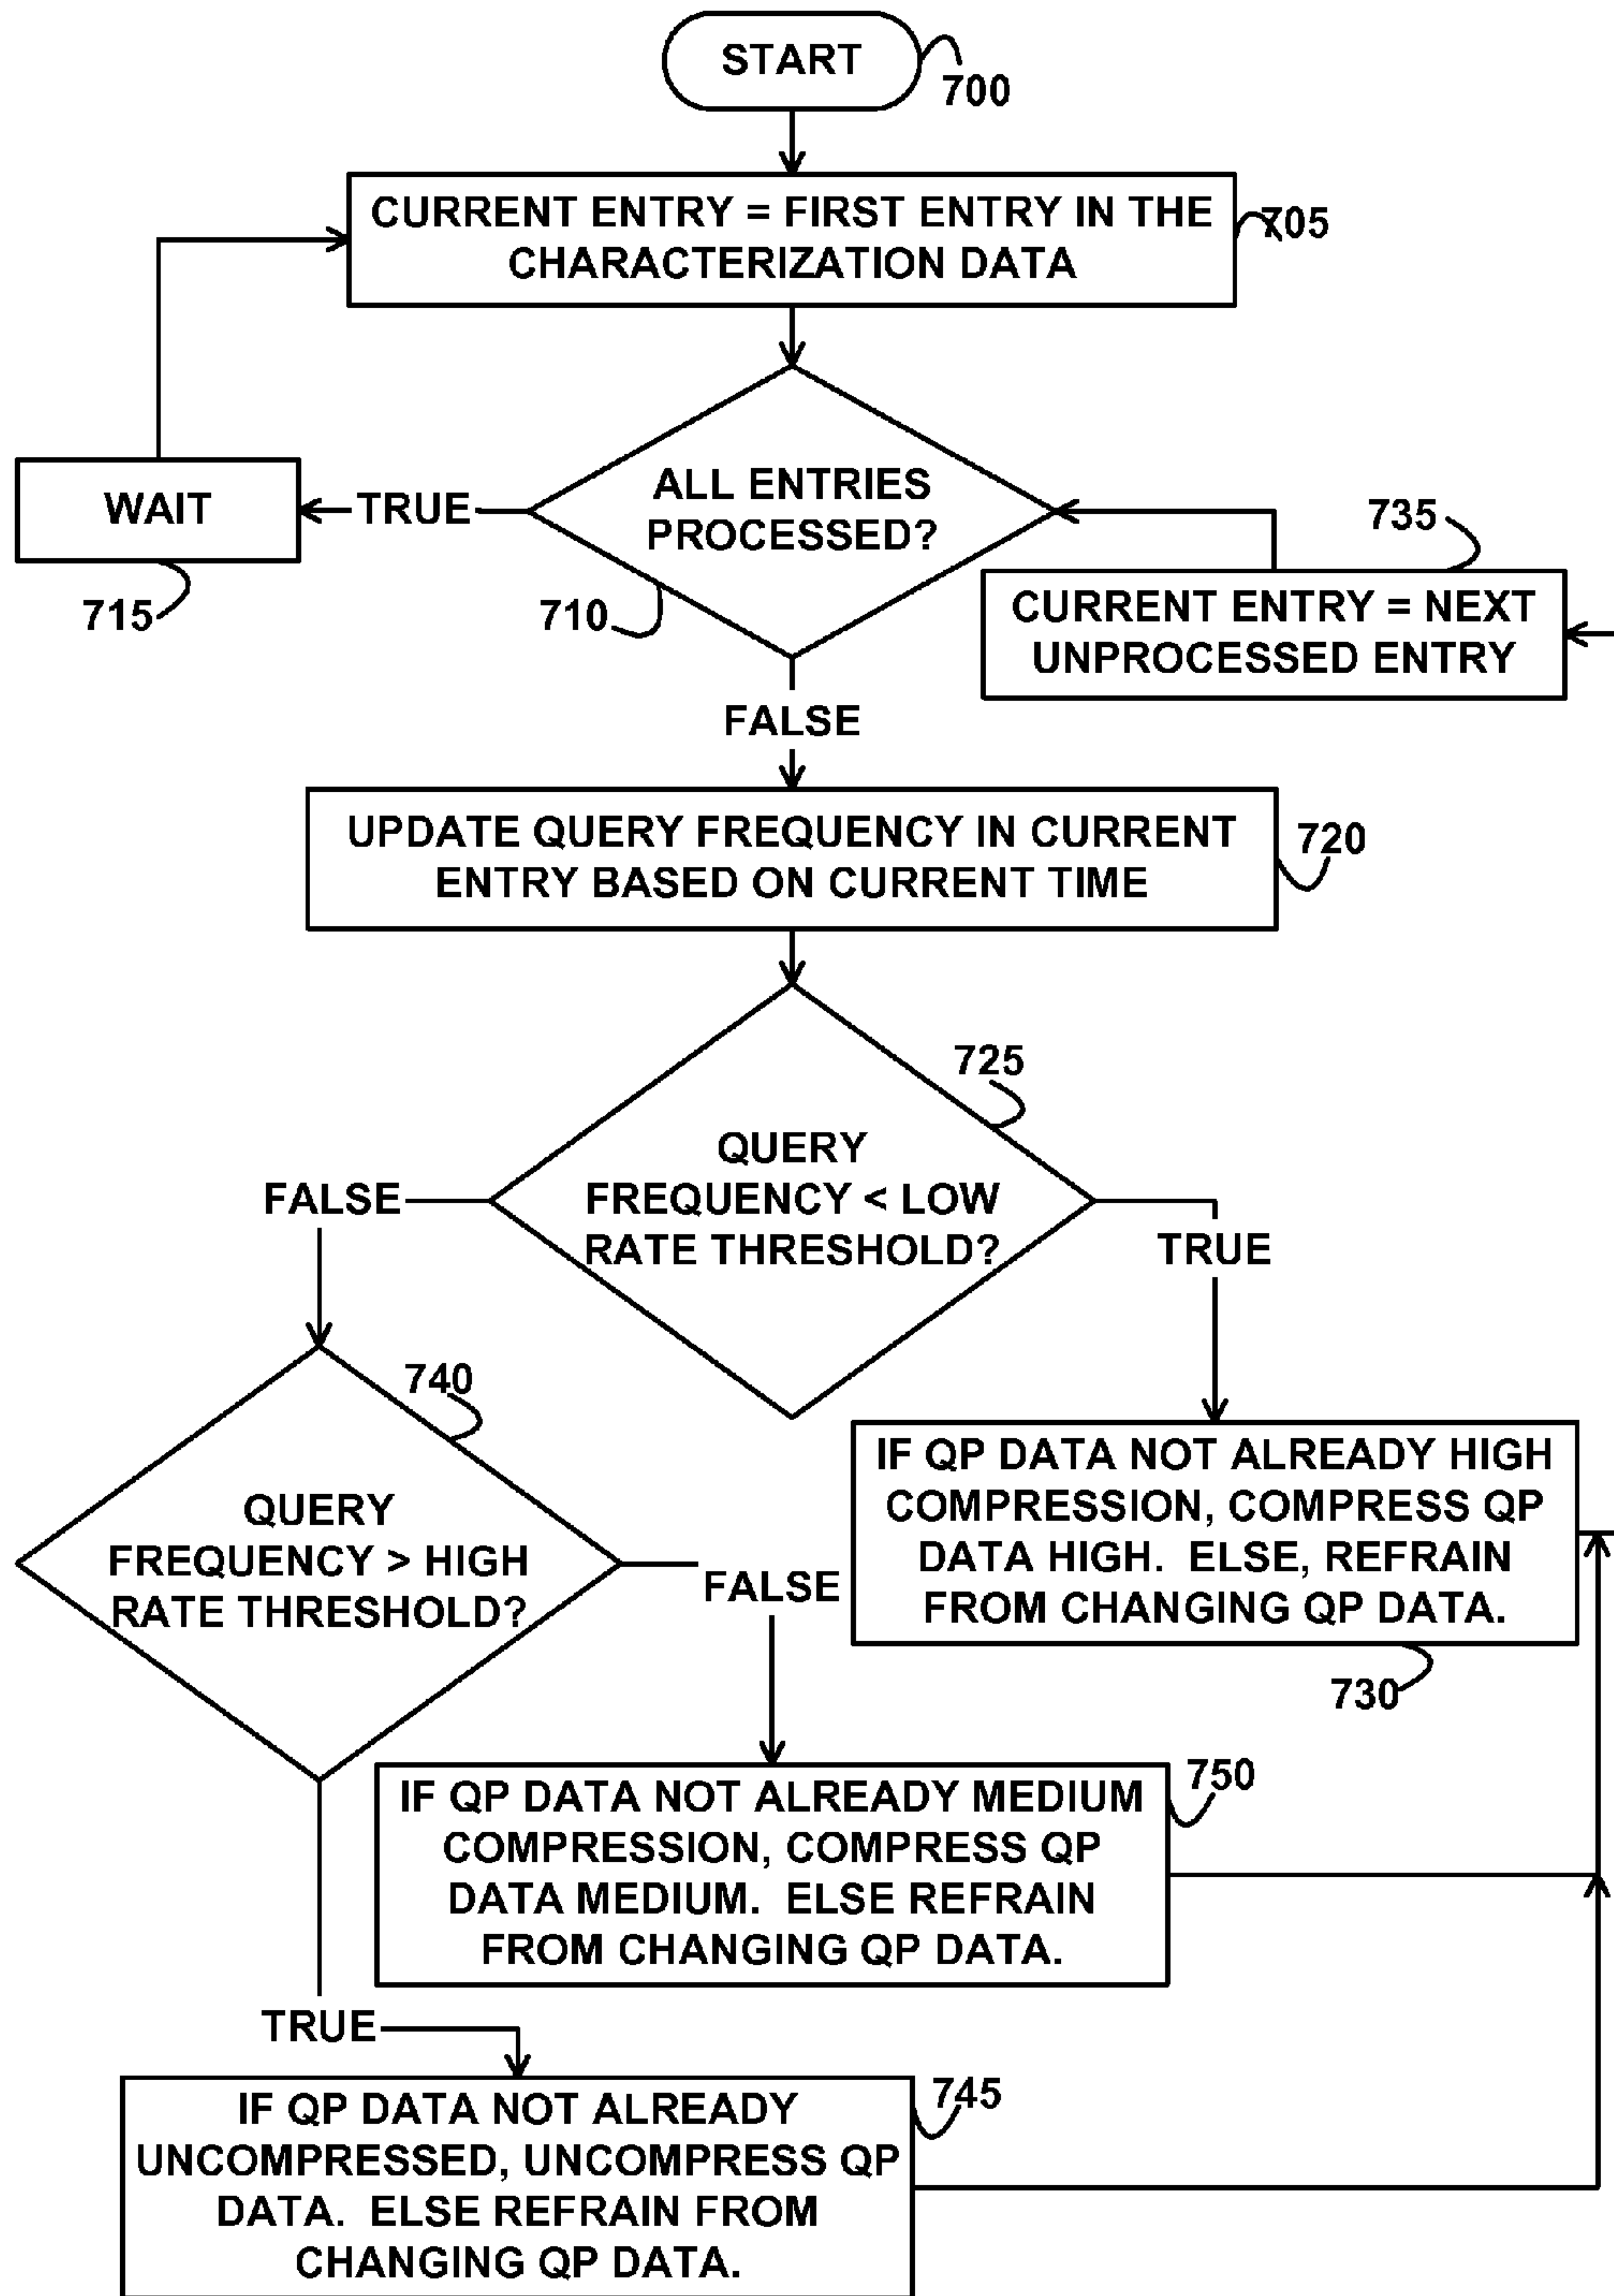 START
700
CURRENT ENTRY = FIRST ENTRY IN THE
CHARACTERIZATION DATA
705
ALL ENTRIES
PROCESSED?
710
TRUE
WAIT
715
735
CURRENT ENTRY = NEXT
UNPROCESSED ENTRY
FALSE
UPDATE QUERY FREQUENCY IN CURRENT
ENTRY BASED ON CURRENT TIME
720
725
QUERY
FREQUENCY < LOW
RATE THRESHOLD?
FALSE
TRUE
740
QUERY
FREQUENCY > HIGH
RATE THRESHOLD?
FALSE
IF QP DATA NOT ALREADY HIGH
COMPRESSION, COMPRESS QP
DATA HIGH. ELSE, REFRAIN
FROM CHANGING QP DATA.
730
IF QP DATA NOT ALREADY MEDIUM
COMPRESSION, COMPRESS QP
DATA MEDIUM. ELSE REFRAIN
FROM CHANGING QP DATA.
750
TRUE
IF QP DATA NOT ALREADY
UNCOMPRESSED, UNCOMPRESS QP
DATA. ELSE REFRAIN FROM
CHANGING QP DATA.
745